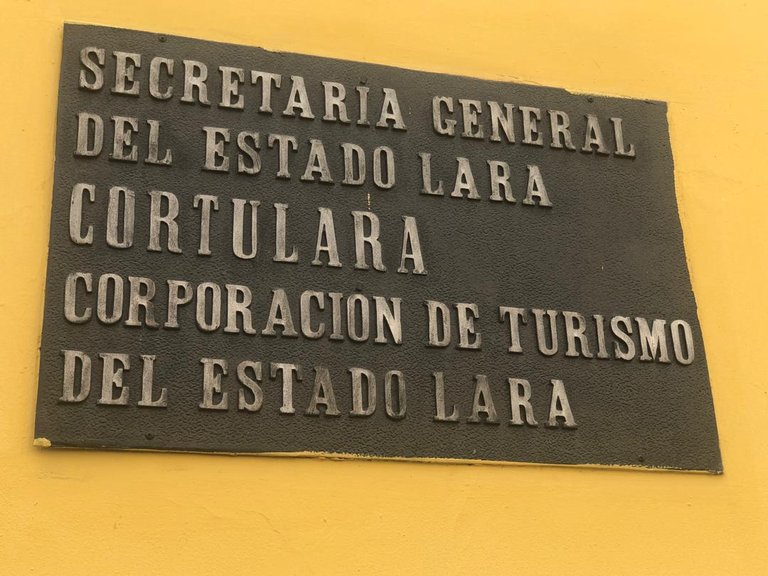 SECRETARIA GENERAL
DEL ESTADO LARA
CORTULARA
CORPORACION DE TURISMO
DEL ESTADO LARA